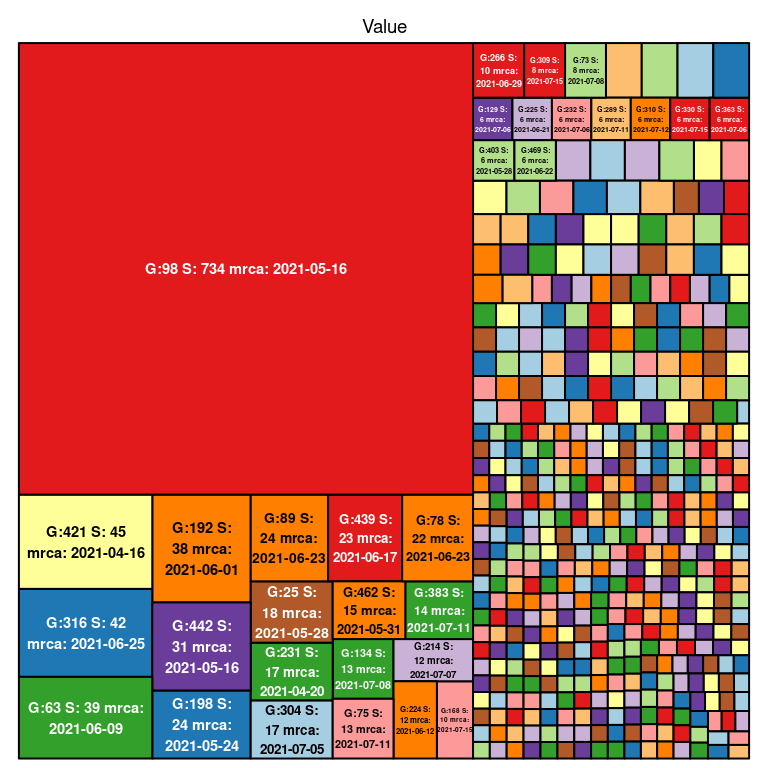 Value
G:98 S: 734 mrca: 2021-05-16
G:421 S: 45
mrca: 2021-04-16
G:316 S: 42
mrca: 2021-06-25
G:63 S: 39 mrca:
2021-06-09
G:192 S:
38 mrca:
2021-06-01
G:442 S:
31 mrca:
2021-05-16
G:198 S:
24 mrca:
2021-05-24
G:89 S:
24 mrca:
2021-06-23
G:439 S:
23 mrca:
2021-06-17
G:78 S:
22 mrca:
2021-06-23
G:25 S:
18 mrca:
2021-05-28
G:462 S:
15 mrca:
2021-05-31
G:383 S:
14 mrca:
2021-07-11
G:231 S:
17 mrca:
2021-04-20
G:134 S:
13 mrca:
2021-07-08
G:214 S:
12 mrca:
2021-07-07
G:304 S:
17 mrca:
2021-07-05
G:75 S:
13 mrca:
2021-07-11
G:224 S:
12 mrca:
2021-06-12
G:168 S:
10 mrca:
2021-07-15
G:266 S:
10 mrca:
2021-06-29
G:309 S:
8 mrca:
2021-07-15
G:73 S:
8 mrca:
2021-07-08
G:129 S:
6 mrca:
2021-07-06
G:225 S:
6 mrca:
2021-06-21
G:232 S:
6 mrca:
2021-07-06
G:289 S:
6 mrca:
2021-07-11
G:310 S:
6 mrca:
2021-07-12
G:330 S:
6 mrca:
2021-07-15
G:363 S:
6 mrca:
2021-07-06
G:403 S:
6 mrca:
2021-05-28
G:469 S:
6 mrca:
2021-06-22